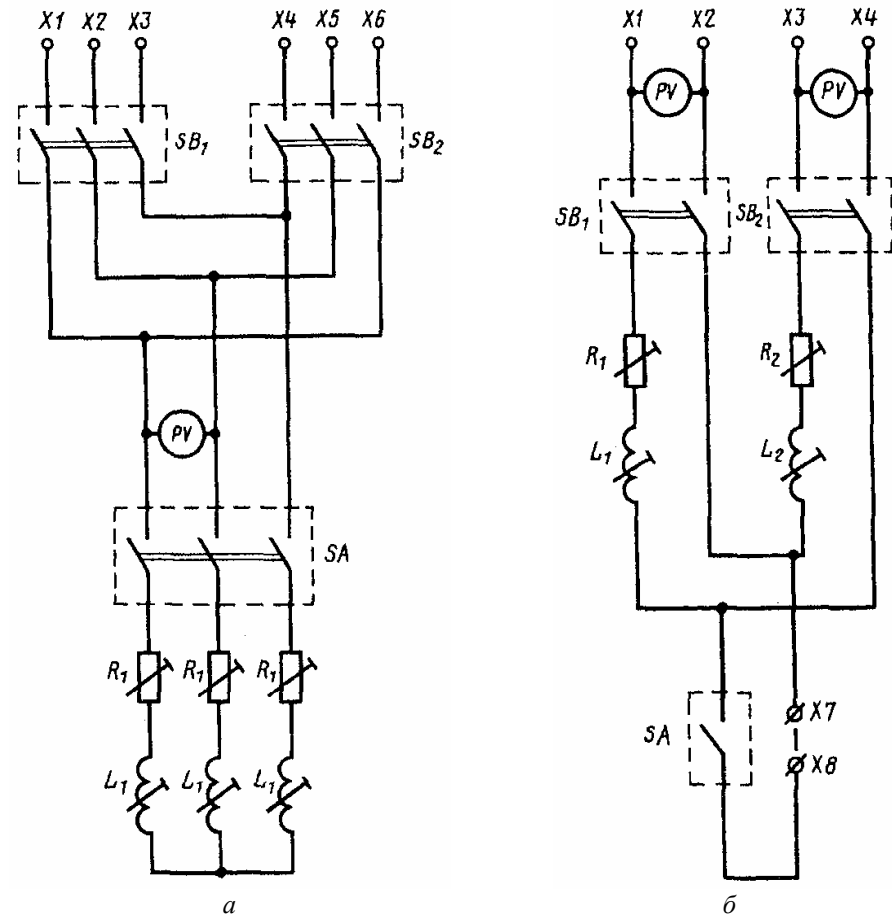 X1 X2 X3 X4 X5 X6
SB₁ SB₂
PV
SA
R₁ R₁ R₁
L₁ L₁ L₁
а
X1 X2 X3 X4
PV PV
SB₁ SB₂
R₁ R₂
L₁ L₂
SA X7
X8
б